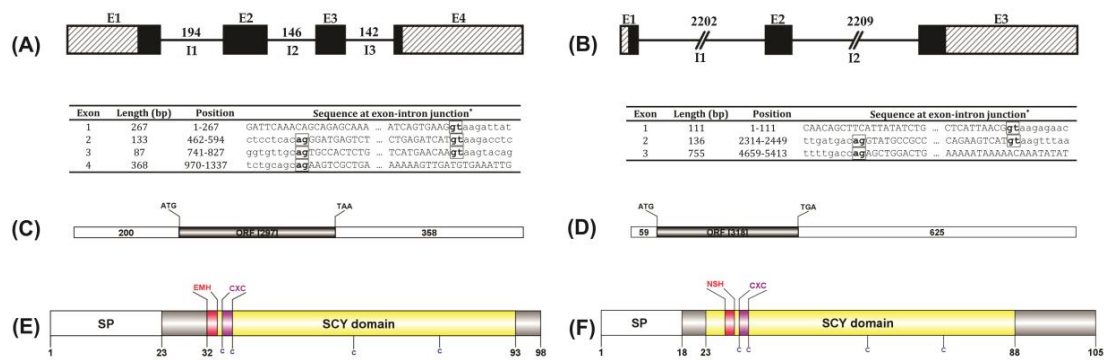 E1 E2 E3 E4
(A) 194 146 142
I1 I2 I3
E1 2202 E2 2209 E3
(B)
I1 I2
Exon Length (bp) Position Sequence at exon-intron junction*
1 267 1-267 GATTCAAACAGCAGAGCAAA … ATCAGTGAAGgtaagattat
2 133 462-594 ctcctcacagGGATGAGTCT … CTGAGATCATgtaagacctc
3 87 741-827 ggtgttgcagTGCCACTCTG … TCATGAACAAgtaagtacag
4 368 970-1337 tctgcagcagAAGTCGCTGA … AAAAAGTTGATGTGAAATTG
Exon Length (bp) Position Sequence at exon-intron junction*
1 111 1-111 CAACAGCTTCATTATATCTG … CTCATTAACGgtaagagaac
2 136 2314-2449 ttgatgacagGTATGCCGCC … CAGAAGTCATgtaagtttaa
3 755 4659-5413 ttttgaccagAGCTGGACTG … AAAAATAAAAACAAATATAT
ATG TAA
(C) 200 ORF [297] 358
ATG TGA
(D) 59 ORF [318] 625
EMH CXC
(E) SP SCY domain
1 23 32 C C C C 93 98
NSH CXC
(F) SP SCY domain
1 18 23 C C C C 88 105